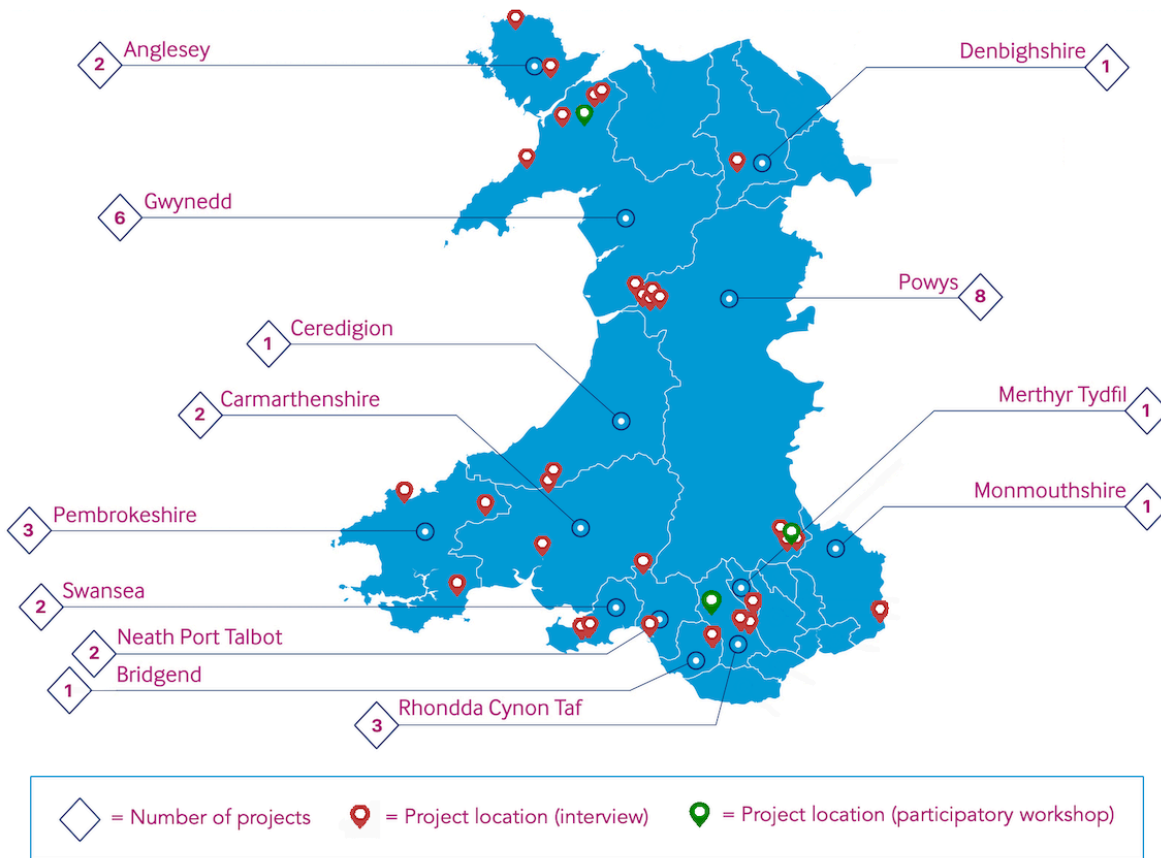 2 Anglesey
Denbighshire 1
6 Gwynedd
Powys 8
1 Ceredigion
2 Carmarthenshire
Merthyr Tydfil 1
Monmouthshire 1
3 Pembrokeshire
2 Swansea
2 Neath Port Talbot
1 Bridgend
3 Rhondda Cynon Taf
= Number of projects = Project location (interview) = Project location (participatory workshop)